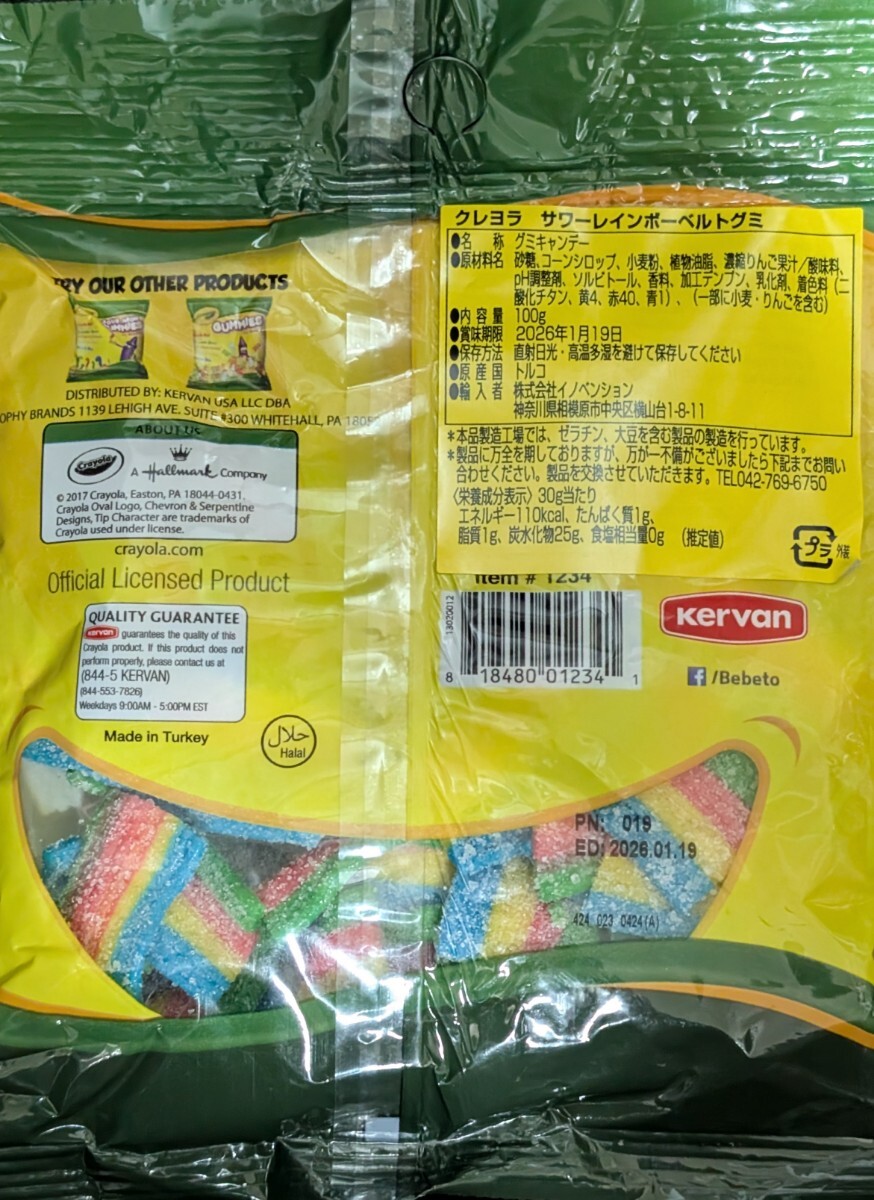 TRY OUR OTHER PRODUCTS
GUMMIES
GUMMIES
DISTRIBUTED BY: KERVAN USA LLC DBA
OPHY BRANDS 1139 LEHIGH AVE. SUITE #300 WHITEHALL, PA
ABOUT US
Crayola
A Hallmark Company
© 2017 Crayola, Easton, PA 18044-0431.
Crayola Oval Logo, Chevron & Serpentine
Designs, Tip Character are trademarks of
Crayola used under license.
crayola.com
Official Licensed Product
QUALITY GUARANTEE
kervan guarantees the quality of this
Crayola product. If this product does not
perform properly, please contact us at
(844-5 KERVAN)
(844-553-7826)
Weekdays 9:00AM - 5:00PM EST
Made in Turkey
حلال
Halal
クレヨラ サワーレインボーベルトグミ
●名 称 グミキャンデー
●原材料名 砂糖、コーンシロップ、小麦粉、植物油脂、濃縮りんご果汁／酸味料、
pH調整剤、ソルビトール、香料、加工デンプン、乳化剤、着色料（二
酸化チタン、黄4、赤40、青1）、（一部に小麦・りんごを含む）
●内 容 量 100g
●賞味期限 2026年1月19日
●保存方法 直射日光・高温多湿を避けて保存してください
●原 産 国 トルコ
●輸 入 者 株式会社イノベンション
神奈川県相模原市中央区横山台1-8-11
＊本品製造工場では、ゼラチン、大豆を含む製品の製造を行っています。
＊製品に万全を期しておりますが、万が一不備がございましたら下記までお問い
合わせください。製品を交換させていただきます。TEL042-769-6750
〈栄養成分表示〉30g当たり
エネルギー110kcal、たんぱく質1g、
脂質1g、炭水化物25g、食塩相当量0g （推定値）
プラ 外装
Item # 1234
13020012
8 18480 01234 1
kervan
f /Bebeto
PN: 019
ED: 2026.01.19
424 023 0424(A)